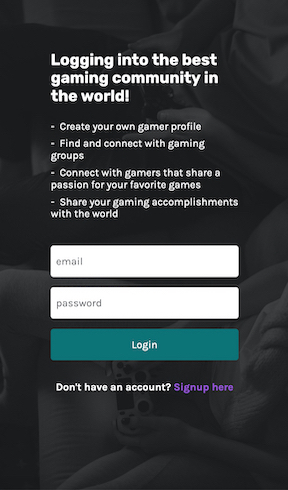 Logging into the best
gaming community in
the world!
- Create your own gamer profile
- Find and connect with gaming
groups
- Connect with gamers that share a
passion for your favorite games
- Share your gaming accomplishments
with the world
email
password
Login
Don't have an account? Signup here